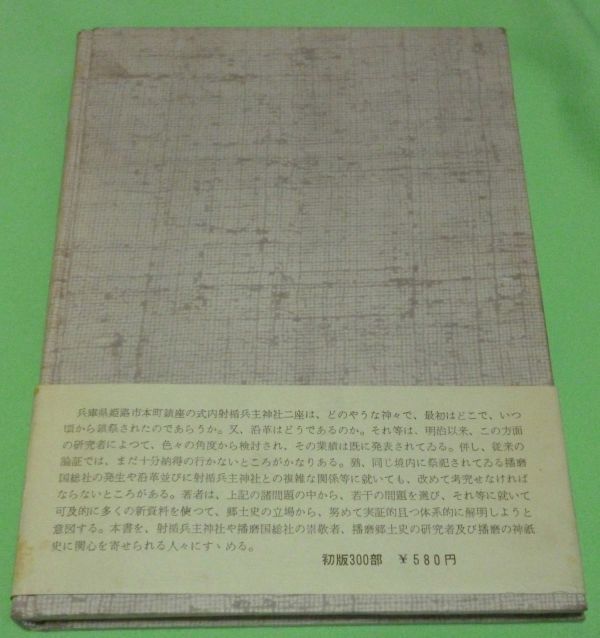 兵庫県姫路市本町鎮座の式内射楯兵主神社二座は、どのやうな神々で、最初はどこで、いつ
頃から鎮祭されたのであらうか。又、沿革はどうであるのか。それ等は、明治以来、この方面
の研究者によつて、色々の角度から検討され、その業績は既に発表されてゐる。併し、従来の
論証では、まだ十分納得の行かないところがかなりある。猶、同じ境内に祭祀されてゐる播磨
国総社の発生や沿革並びに射楯兵主神社との複雑な関係等に就いても、改めて考究せなければ
ならないところがある。著者は、上記の諸問題の中から、若干の問題を選び、それ等に就いて
可及的に多くの新資料を使つて、郷土史の立場から、努めて実証的且つ体系的に解明しようと
意図する。本書を、射楯兵主神社や播磨国総社の崇敬者、播磨郷土史の研究者及び播磨の神祇
史に関心を寄せられる人々にすゝめる。
初版300部 ￥580円